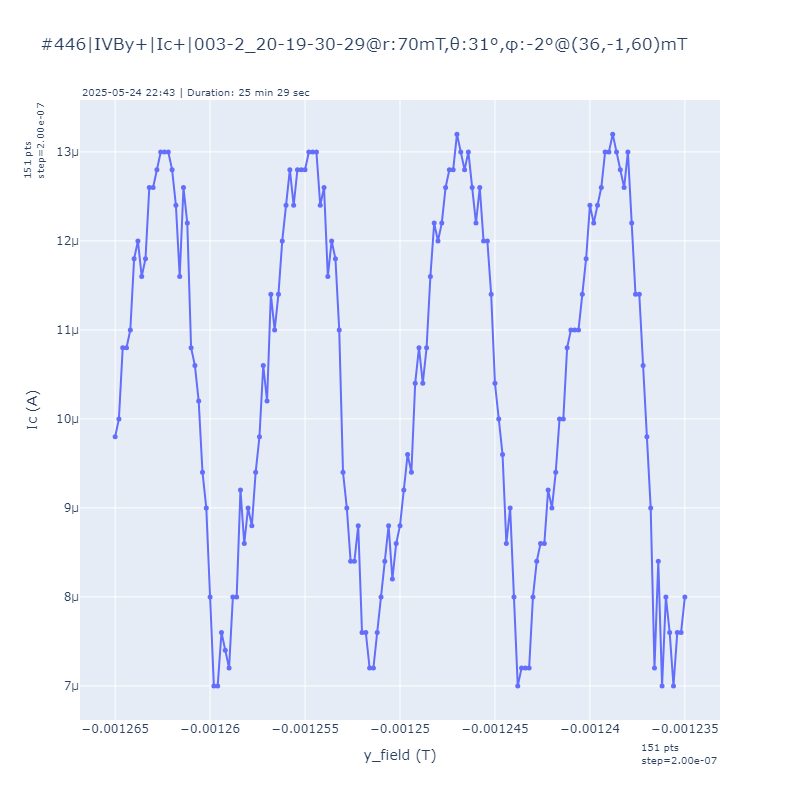 #446|IVBy+|Ic+|003-2_20-19-30-29@r:70mT,θ:31°,φ:-2°@(36,-1,60)mT
2025-05-24 22:43 | Duration: 25 min 29 sec
151 pts
step=2.00e-07
13μ
12μ
11μ
10μ
9μ
8μ
7μ
Ic (A)
−0.001265
−0.00126
−0.001255
−0.00125
−0.001245
−0.00124
−0.001235
y_field (T)
151 pts
step=2.00e-07